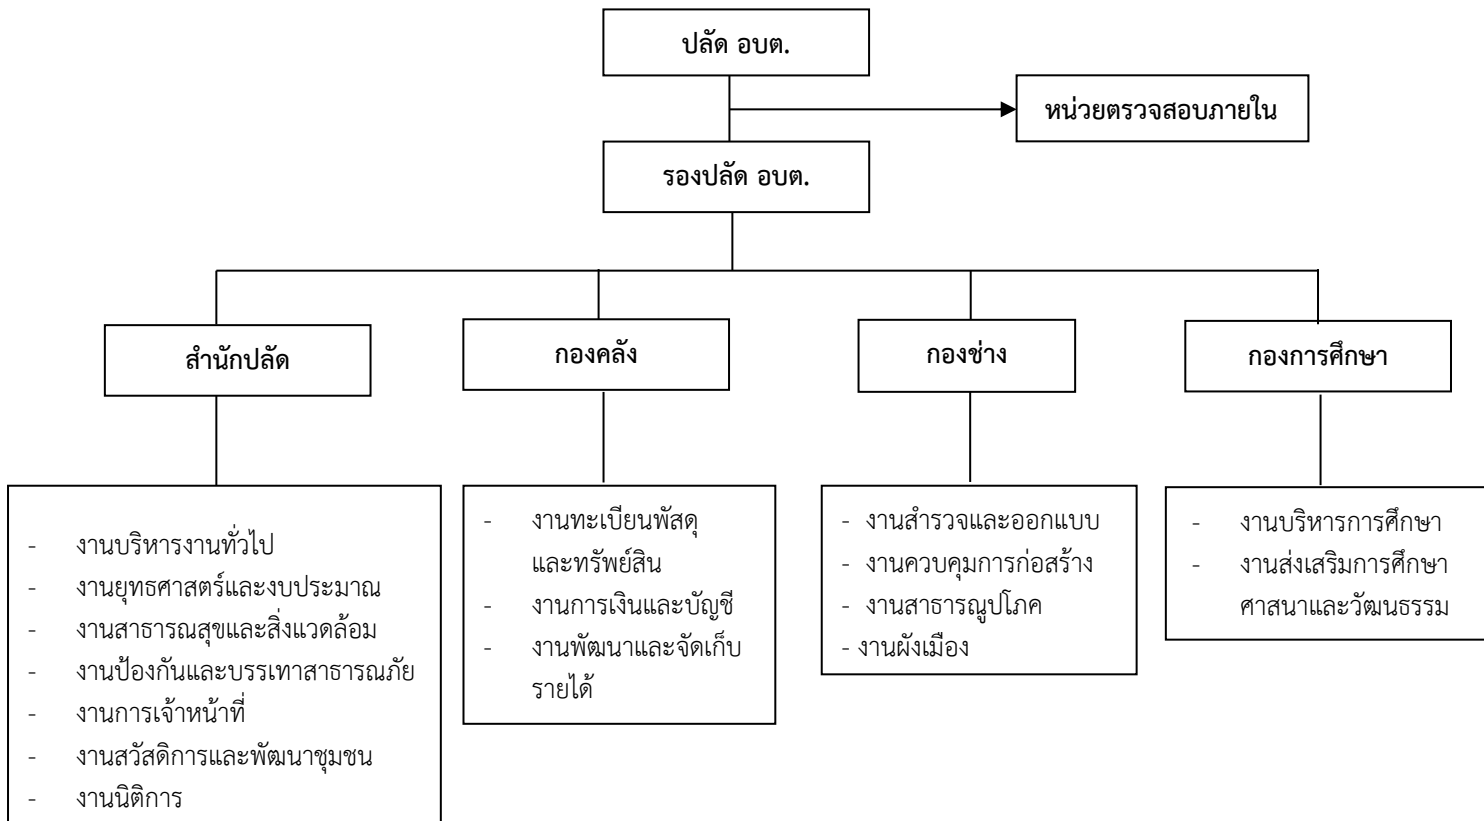 ปลัด อบต.
หน่วยตรวจสอบภายใน
รองปลัด อบต.
สำนักปลัด
กองคลัง
กองช่าง
กองการศึกษา
- งานบริหารงานทั่วไป
- งานยุทธศาสตร์และงบประมาณ
- งานสาธารณสุขและสิ่งแวดล้อม
- งานป้องกันและบรรเทาสาธารณภัย
- งานการเจ้าหน้าที่
- งานสวัสดิการและพัฒนาชุมชน
- งานนิติการ
- งานทะเบียนพัสดุ
และทรัพย์สิน
- งานการเงินและบัญชี
- งานพัฒนาและจัดเก็บ
รายได้
- งานสำรวจและออกแบบ
- งานควบคุมการก่อสร้าง
- งานสาธารณูปโภค
- งานผังเมือง
- งานบริหารการศึกษา
- งานส่งเสริมการศึกษา
ศาสนาและวัฒนธรรม